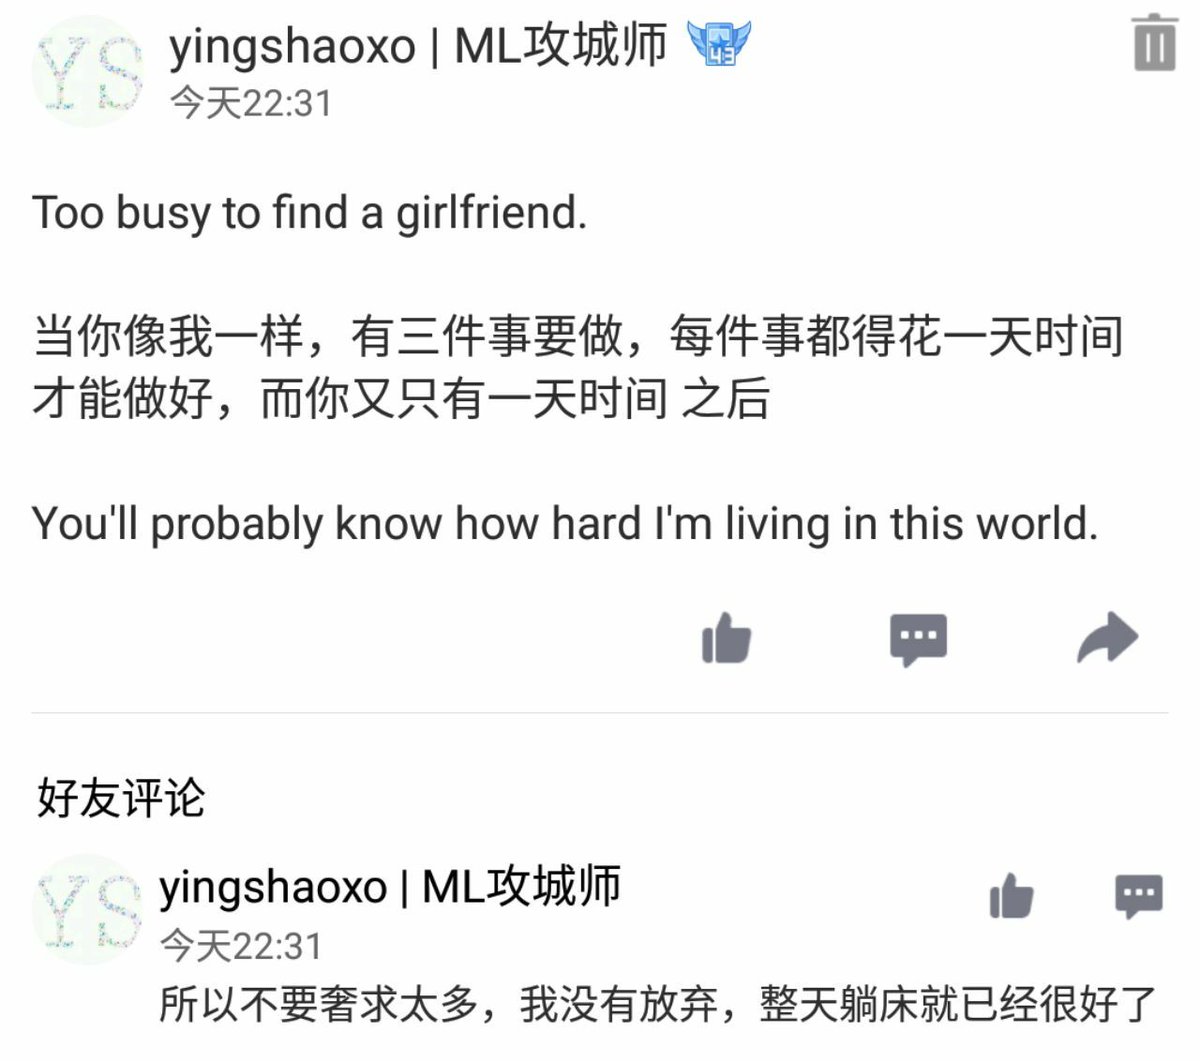 YS
yingshaoxo | ML攻城师 43
今天22:31
Too busy to find a girlfriend.
当你像我一样，有三件事要做，每件事都得花一天时间
才能做好，而你又只有一天时间 之后
You'll probably know how hard I'm living in this world.
好友评论
YS
yingshaoxo | ML攻城师
今天22:31
所以不要奢求太多，我没有放弃，整天躺床就已经很好了